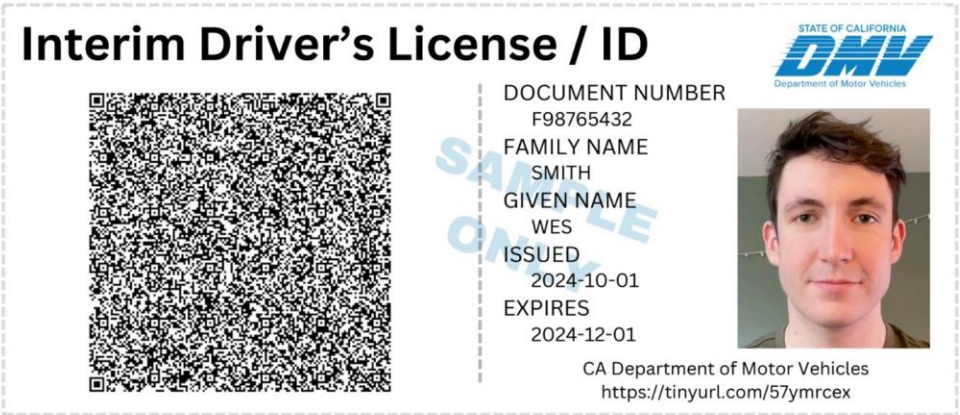 Interim Driver's License / ID
STATE OF CALIFORNIA
DMV
Department of Motor Vehicles
DOCUMENT NUMBER
F98765432
FAMILY NAME
SMITH
GIVEN NAME
WES
ISSUED
2024-10-01
EXPIRES
2024-12-01
SAMPLE
ONLY
CA Department of Motor Vehicles
https://tinyurl.com/57ymrcex